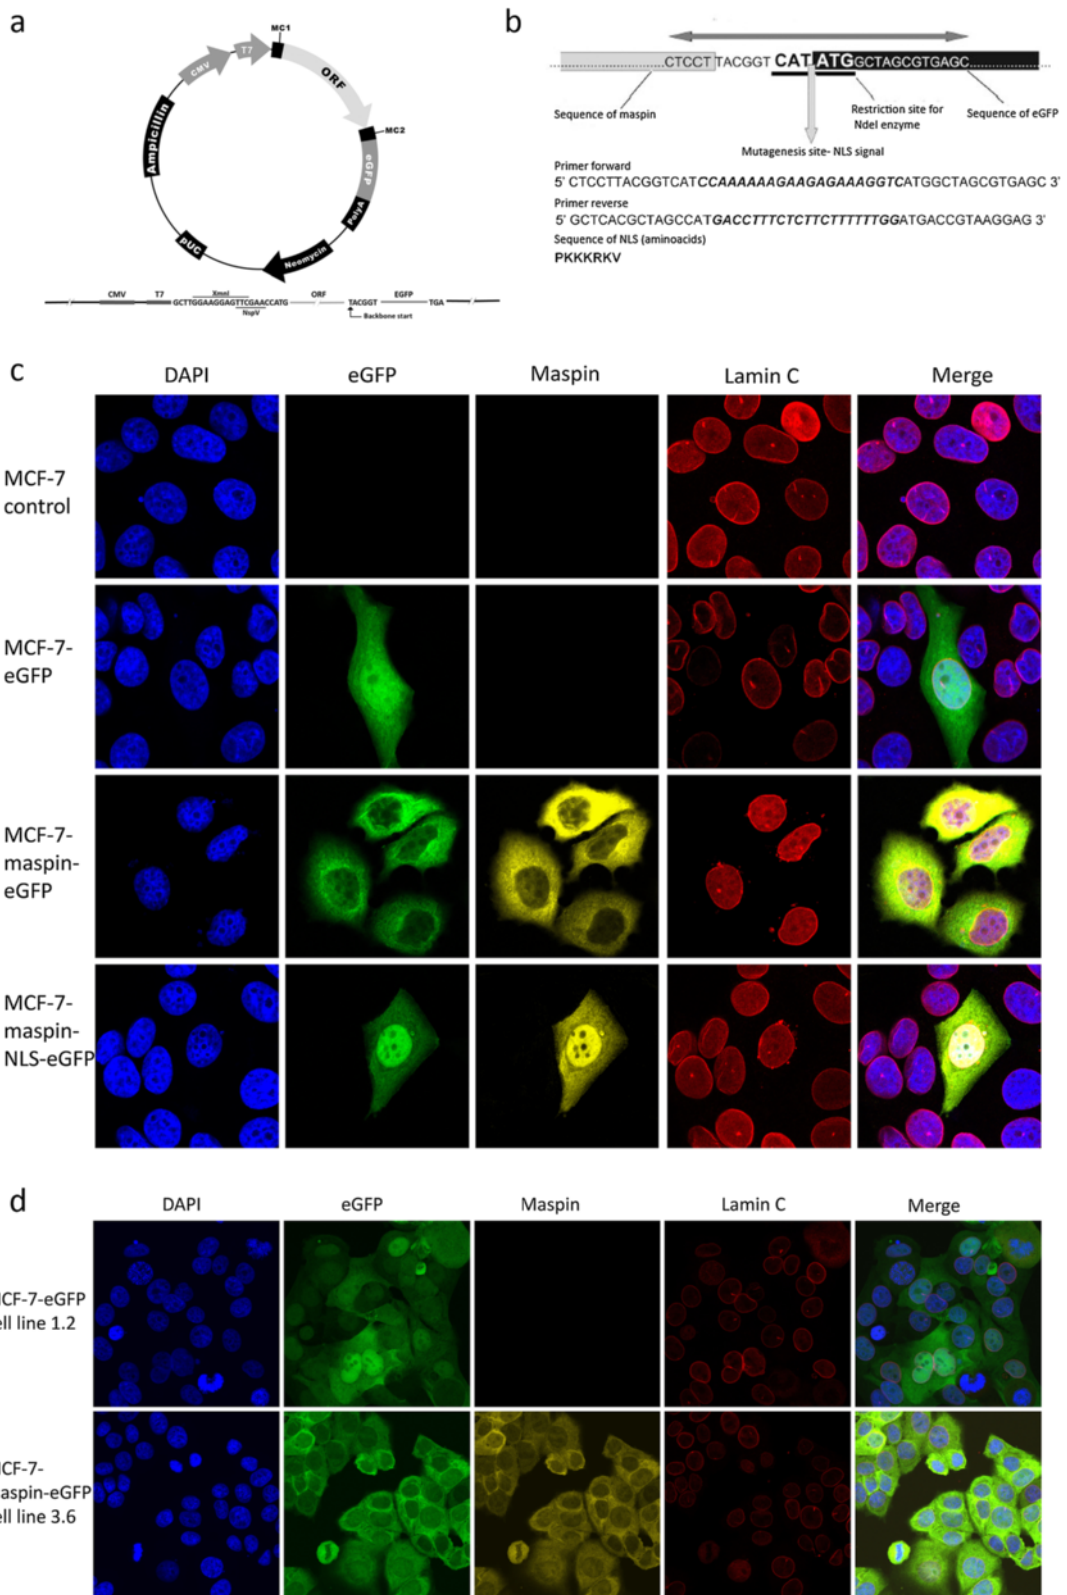 a
MC1
T7
CMV
ORF
MC2
Ampicillin
eGFP
PolyA
pUC
Neomycin
XmnI
CMV T7 GCTTGGAAGGAGTTCGAACCATG ORF TACGGT EGFP TGA
NspV
Backbone start
b
CTCCT TACGGT CAT ATG GCTAGCGTGAGC
Sequence of maspin
Restriction site for
NdeI enzyme
Sequence of eGFP
Mutagenesis site- NLS signal
Primer forward
5' CTCCTTACGGTCATCCAAAAAAGAAGAGAAAGGTCATGGCTAGCGTGAGC 3'
Primer reverse
5' GCTCACGCTAGCCATGACCTTTCTCTTCTTTTTTGGATGACCGTAAGGAG 3'
Sequence of NLS (aminoacids)
PKKKRKV
c
DAPI eGFP Maspin Lamin C Merge
MCF-7
control
MCF-7-
eGFP
MCF-7-
maspin-
eGFP
MCF-7-
maspin-
NLS-eGFP
d
DAPI eGFP Maspin Lamin C Merge
MCF-7-eGFP
ell line 1.2
MCF-7-
maspin-eGFP
ell line 3.6